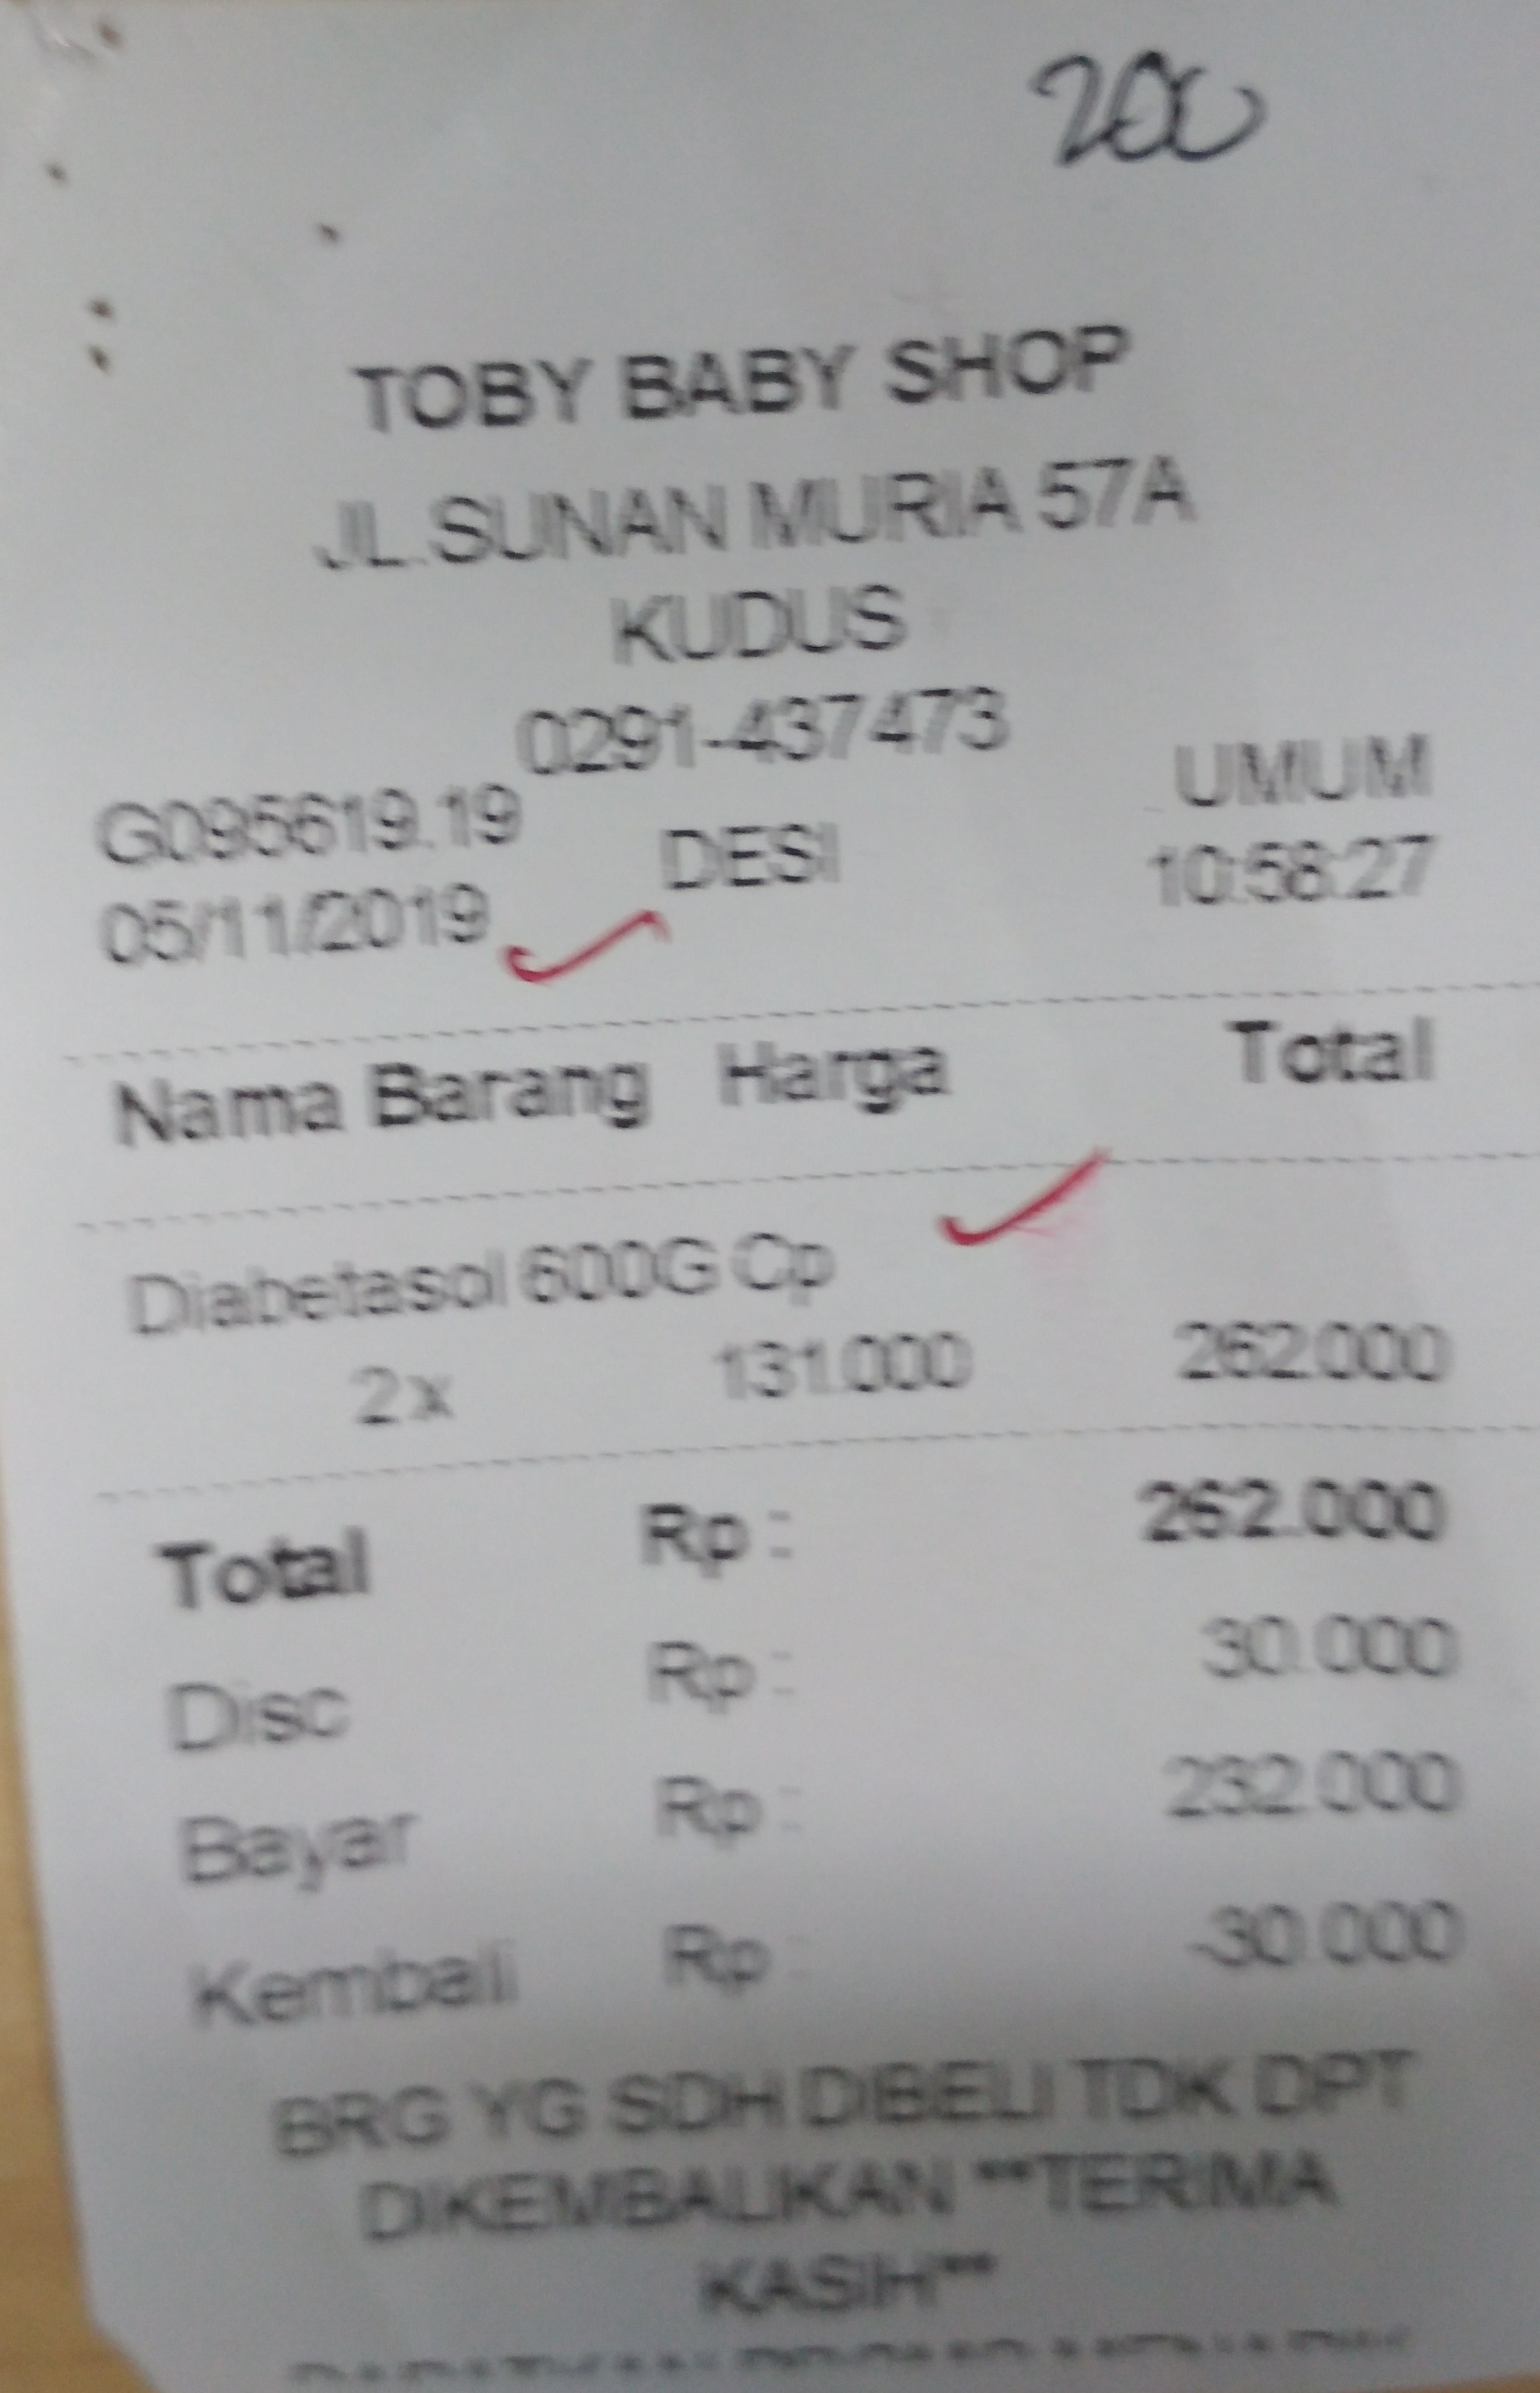 200
TOBY BABY SHOP
JL.SUNAN MURIA 57A
KUDUS
0291-437473
G095619.19 UMUM
05/11/2019 DESI 10:58:27
Nama Barang Harga Total
Diabetasol 600G Cp
2x 131.000 262.000
Total Rp : 262.000
Disc Rp : 30.000
Bayar Rp : 232.000
Kembali Rp : -30.000
BRG YG SDH DIBELI TDK DPT
DIKEMBALIKAN **TERIMA
KASIH**